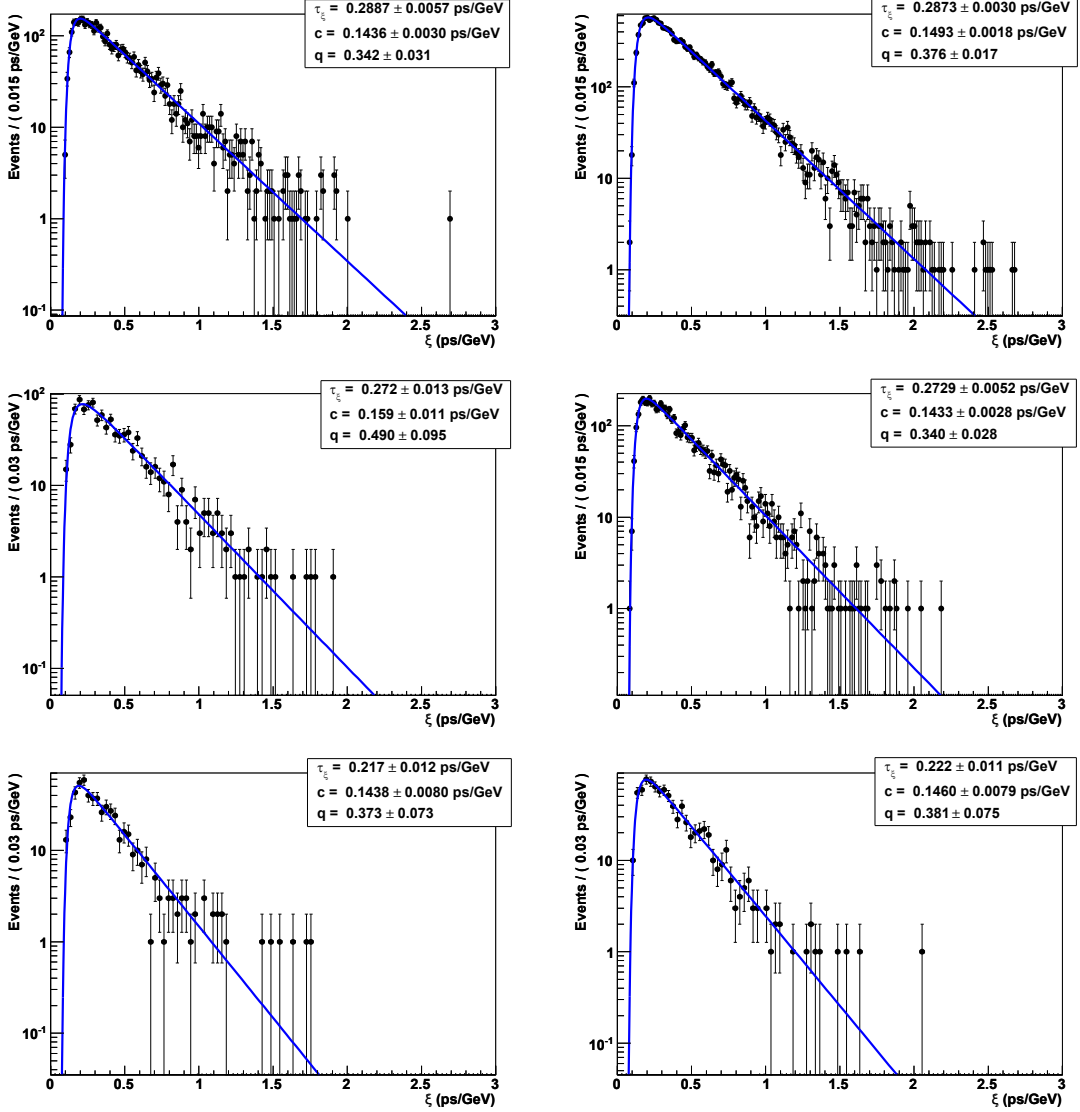 τξ = 0.2887 ± 0.0057 ps/GeV
c = 0.1436 ± 0.0030 ps/GeV
q = 0.342 ± 0.031
Events / ( 0.015 ps/GeV )
10²
10
1
10⁻¹
0 0.5 1 1.5 2 2.5 3
ξ (ps/GeV)
τξ = 0.2873 ± 0.0030 ps/GeV
c = 0.1493 ± 0.0018 ps/GeV
q = 0.376 ± 0.017
Events / ( 0.015 ps/GeV )
10²
10
1
0 0.5 1 1.5 2 2.5 3
ξ (ps/GeV)
τξ = 0.272 ± 0.013 ps/GeV
c = 0.159 ± 0.011 ps/GeV
q = 0.490 ± 0.095
Events / ( 0.03 ps/GeV )
10²
10
1
10⁻¹
0 0.5 1 1.5 2 2.5 3
ξ (ps/GeV)
τξ = 0.2729 ± 0.0052 ps/GeV
c = 0.1433 ± 0.0028 ps/GeV
q = 0.340 ± 0.028
Events / ( 0.015 ps/GeV )
10²
10
1
0 0.5 1 1.5 2 2.5 3
ξ (ps/GeV)
τξ = 0.217 ± 0.012 ps/GeV
c = 0.1438 ± 0.0080 ps/GeV
q = 0.373 ± 0.073
Events / ( 0.03 ps/GeV )
10
1
10⁻¹
0 0.5 1 1.5 2 2.5 3
ξ (ps/GeV)
τξ = 0.222 ± 0.011 ps/GeV
c = 0.1460 ± 0.0079 ps/GeV
q = 0.381 ± 0.075
Events / ( 0.03 ps/GeV )
10
1
10⁻¹
0 0.5 1 1.5 2 2.5 3
ξ (ps/GeV)